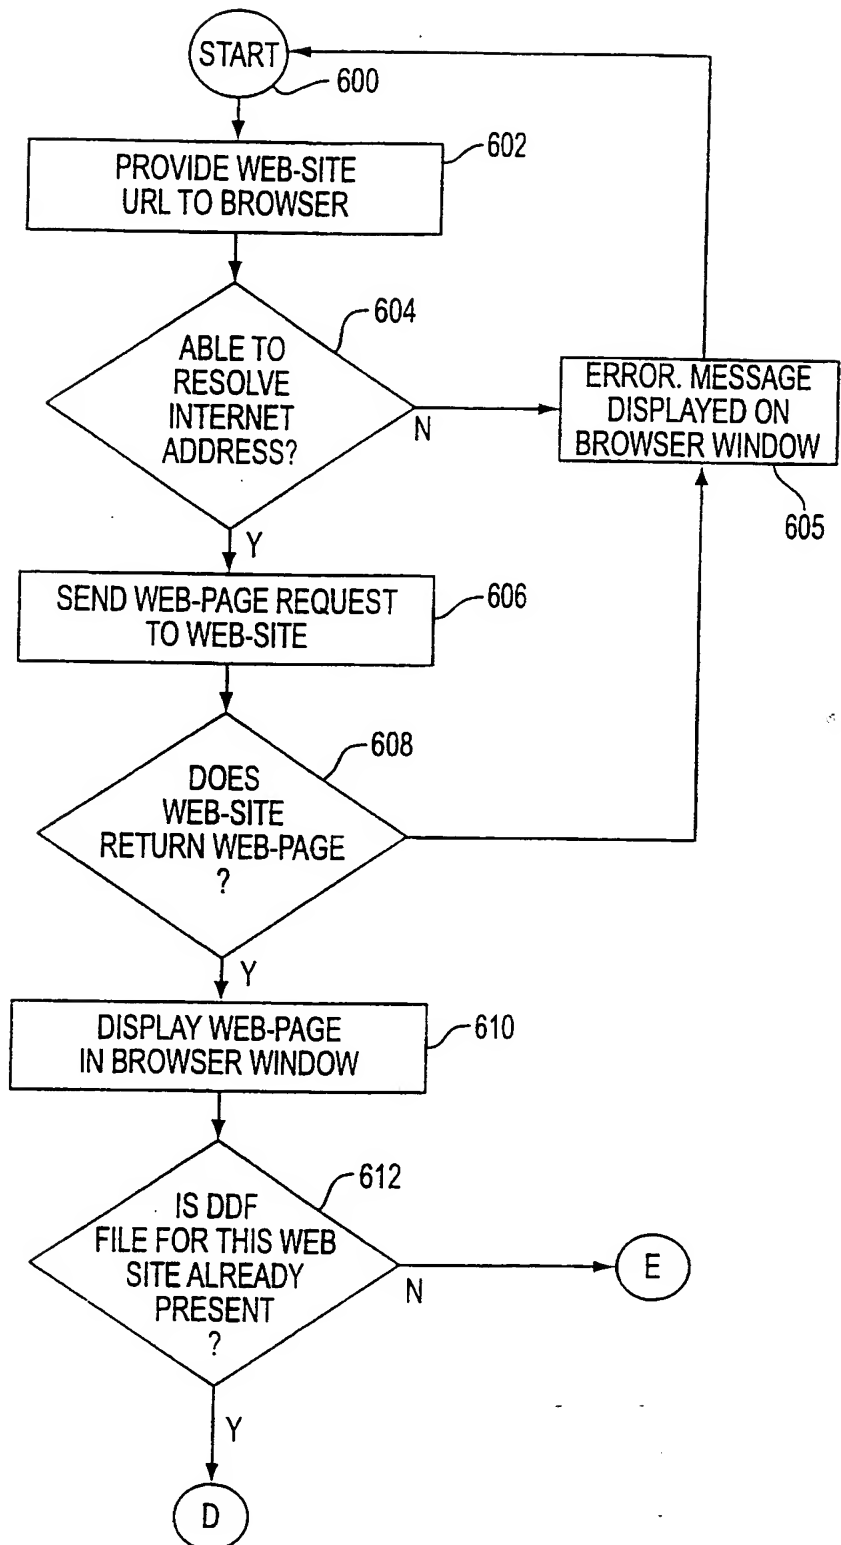 START
600
PROVIDE WEB-SITE
URL TO BROWSER
602
ABLE TO
RESOLVE
INTERNET
ADDRESS?
604
N
ERROR. MESSAGE
DISPLAYED ON
BROWSER WINDOW
605
Y
SEND WEB-PAGE REQUEST
TO WEB-SITE
606
DOES
WEB-SITE
RETURN WEB-PAGE
?
608
Y
DISPLAY WEB-PAGE
IN BROWSER WINDOW
610
IS DDF
FILE FOR THIS WEB
SITE ALREADY
PRESENT
?
612
N
E
Y
D